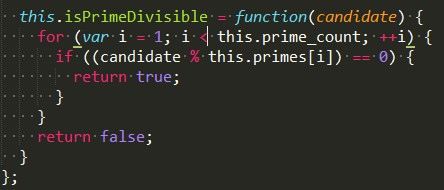 this.isPrimeDivisible = function(candidate) {
for (var i = 1; i < this.prime_count; ++i) {
if ((candidate % this.primes[i]) == 0) {
return true;
}
}
return false;
}
};